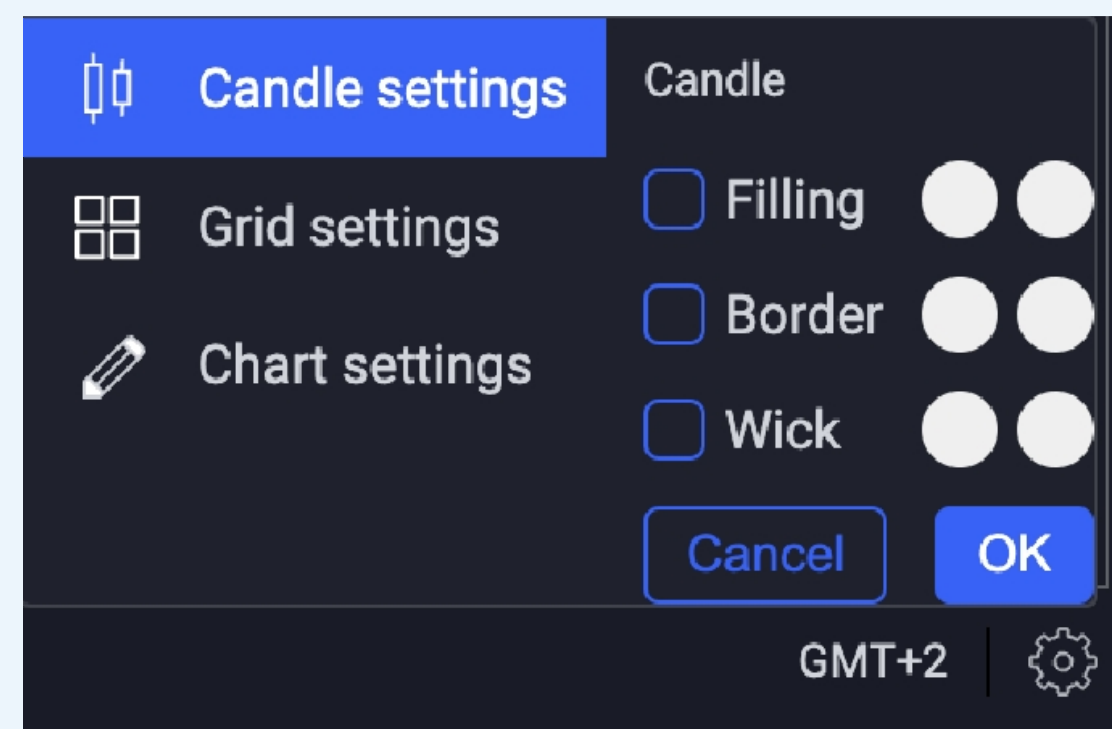 Candle settings
Grid settings
Chart settings
Candle
Filling
Border
Wick
Cancel
OK
GMT+2